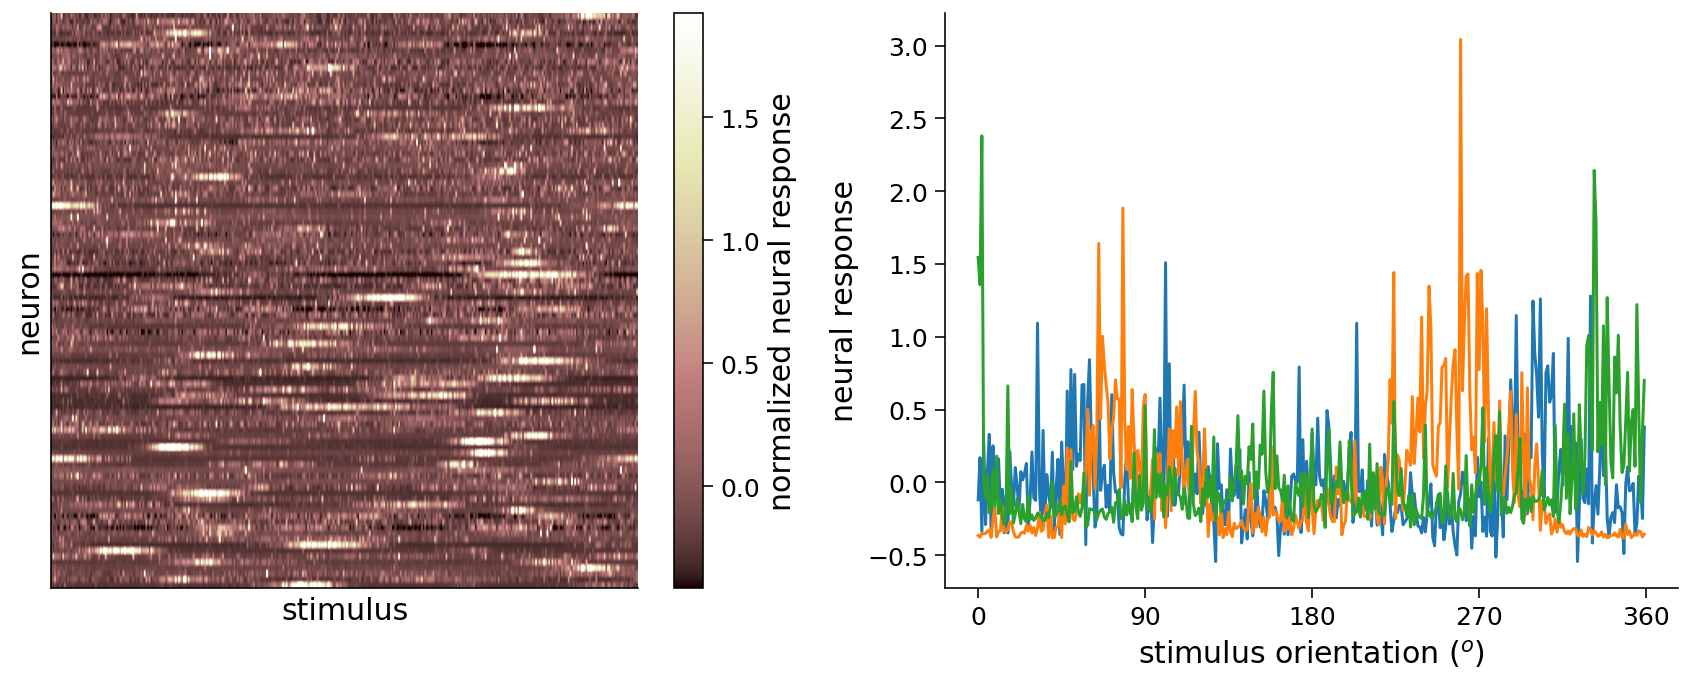 neuron
stimulus
1.5
1.0
0.5
0.0
normalized neural response
neural response
3.0
2.5
2.0
1.5
1.0
0.5
0.0
−0.5
0 90 180 270 360
stimulus orientation (o)